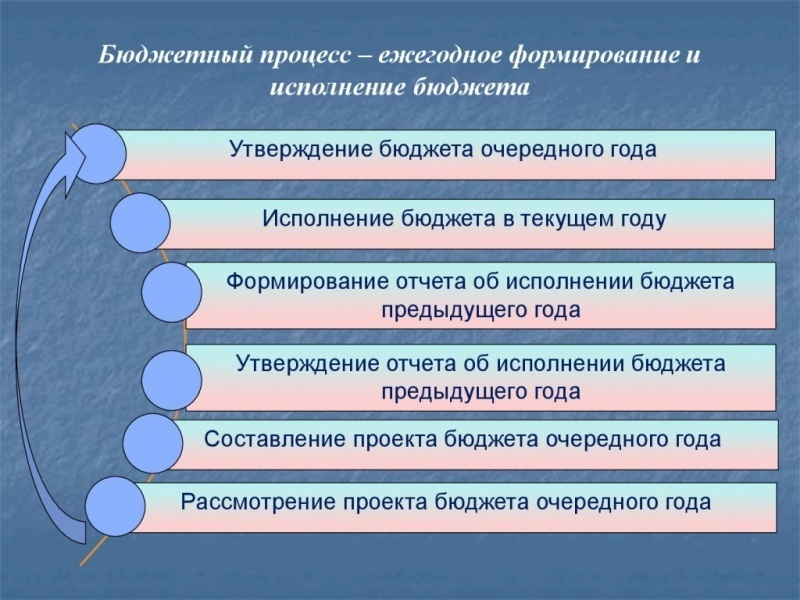 Бюджетный процесс – ежегодное формирование и
исполнение бюджета
Утверждение бюджета очередного года
Исполнение бюджета в текущем году
Формирование отчета об исполнении бюджета
предыдущего года
Утверждение отчета об исполнении бюджета
предыдущего года
Составление проекта бюджета очередного года
Рассмотрение проекта бюджета очередного года